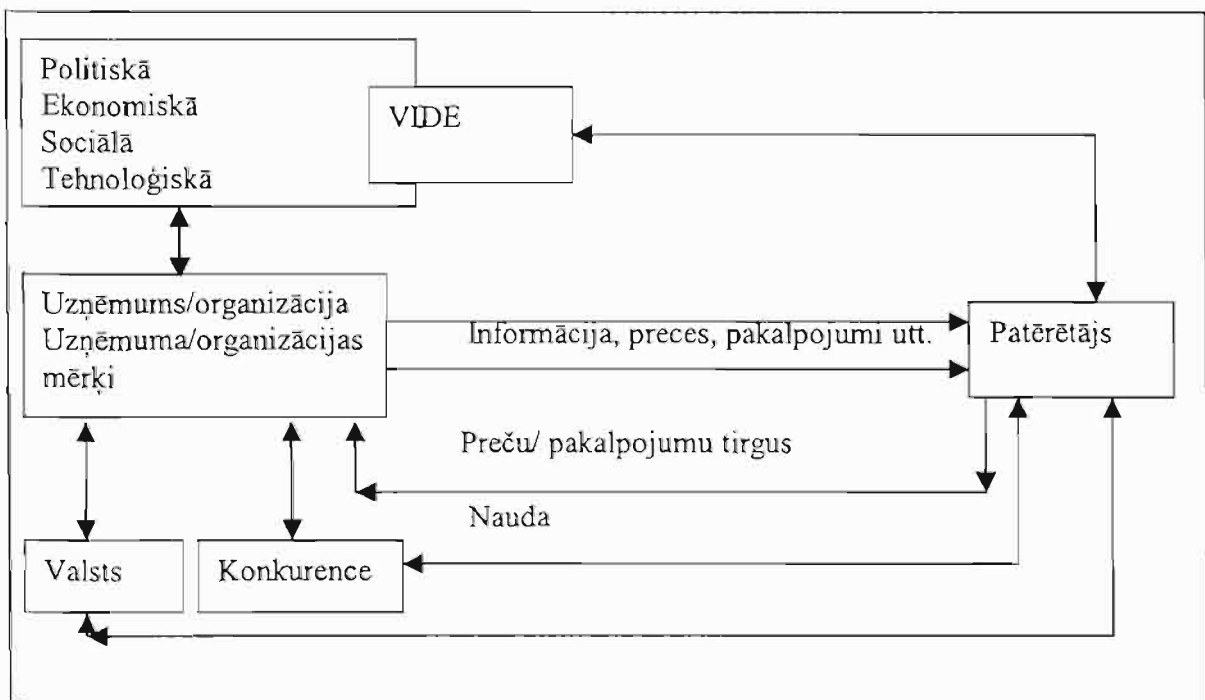 Politiskā
Ekonomiskā
Sociālā
Tehnoloģiskā
VIDE
Uzņēmums/organizācija
Uzņēmuma/organizācijas
mērķi
Informācija, preces, pakalpojumi utt.
Patērētājs
Preču/ pakalpojumu tirgus
Nauda
Valsts
Konkurence